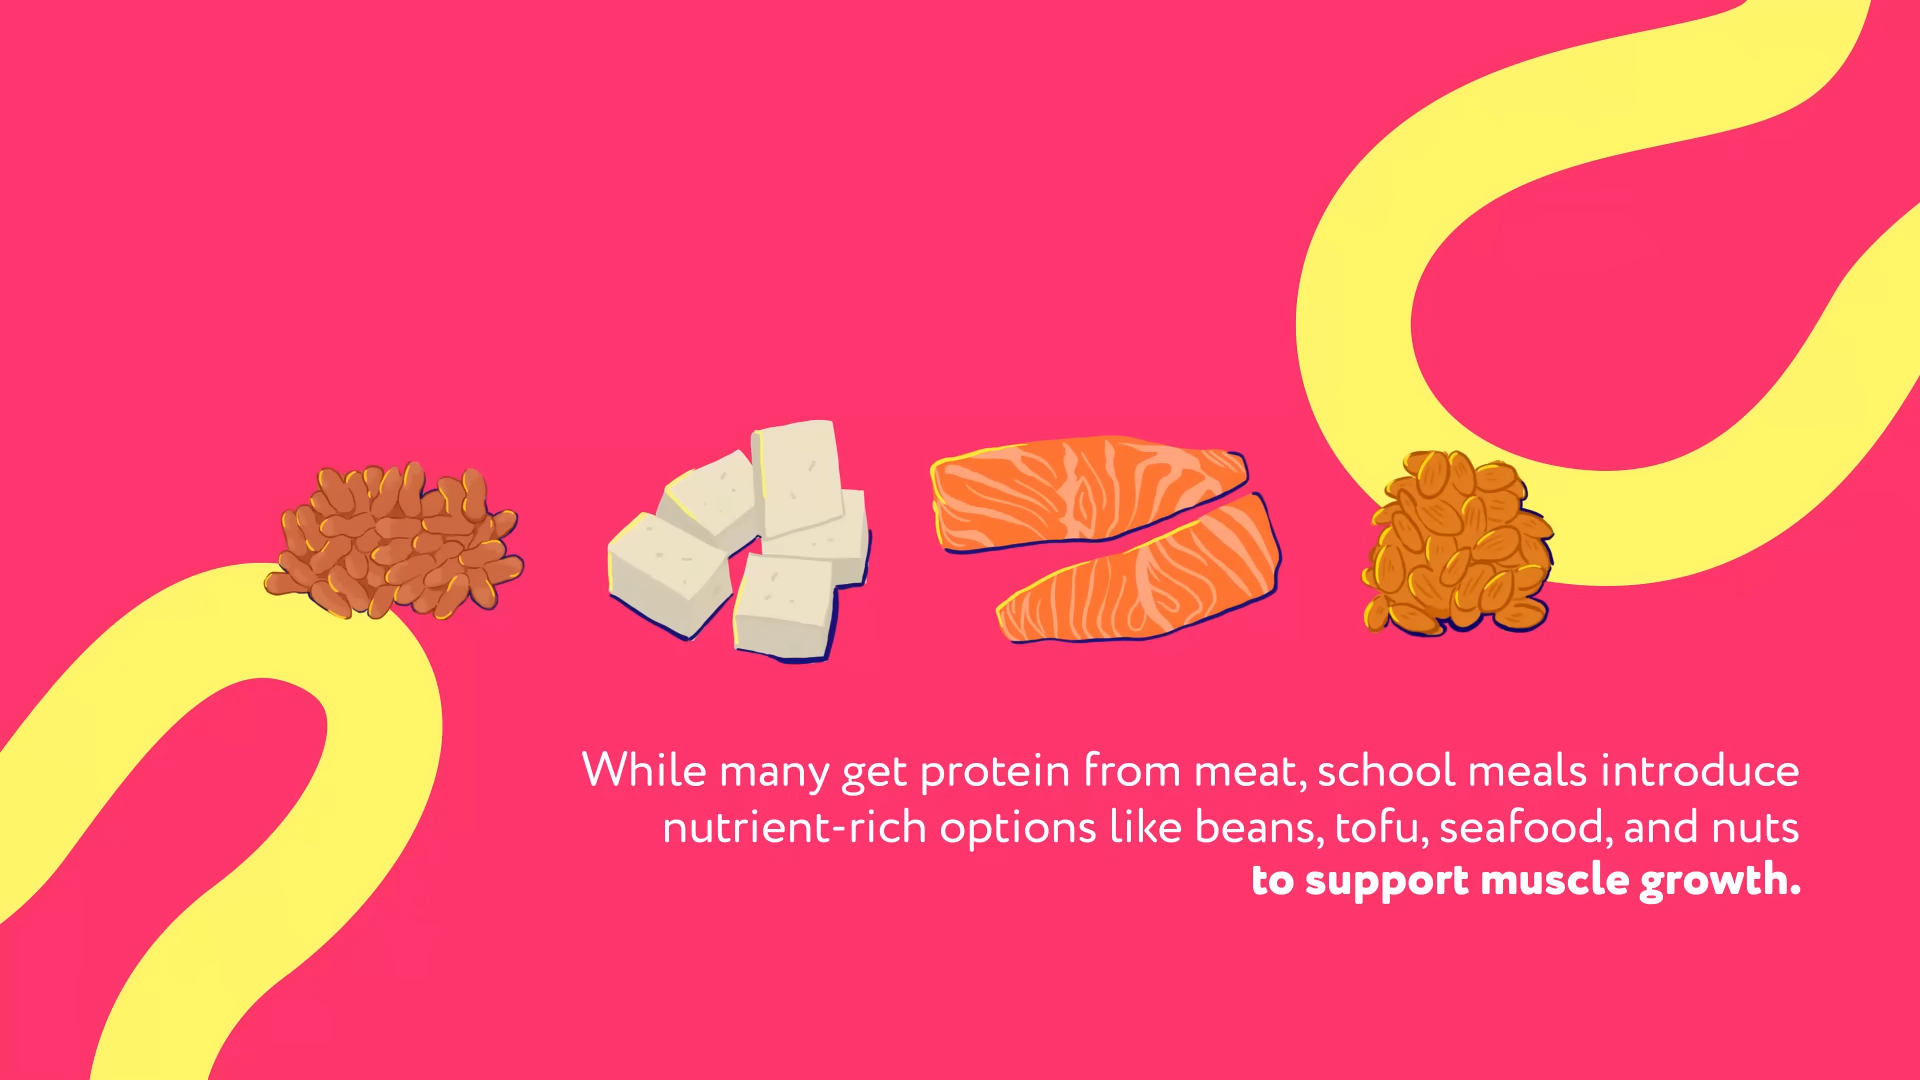 While many get protein from meat, school meals introduce
nutrient-rich options like beans, tofu, seafood, and nuts
to support muscle growth.